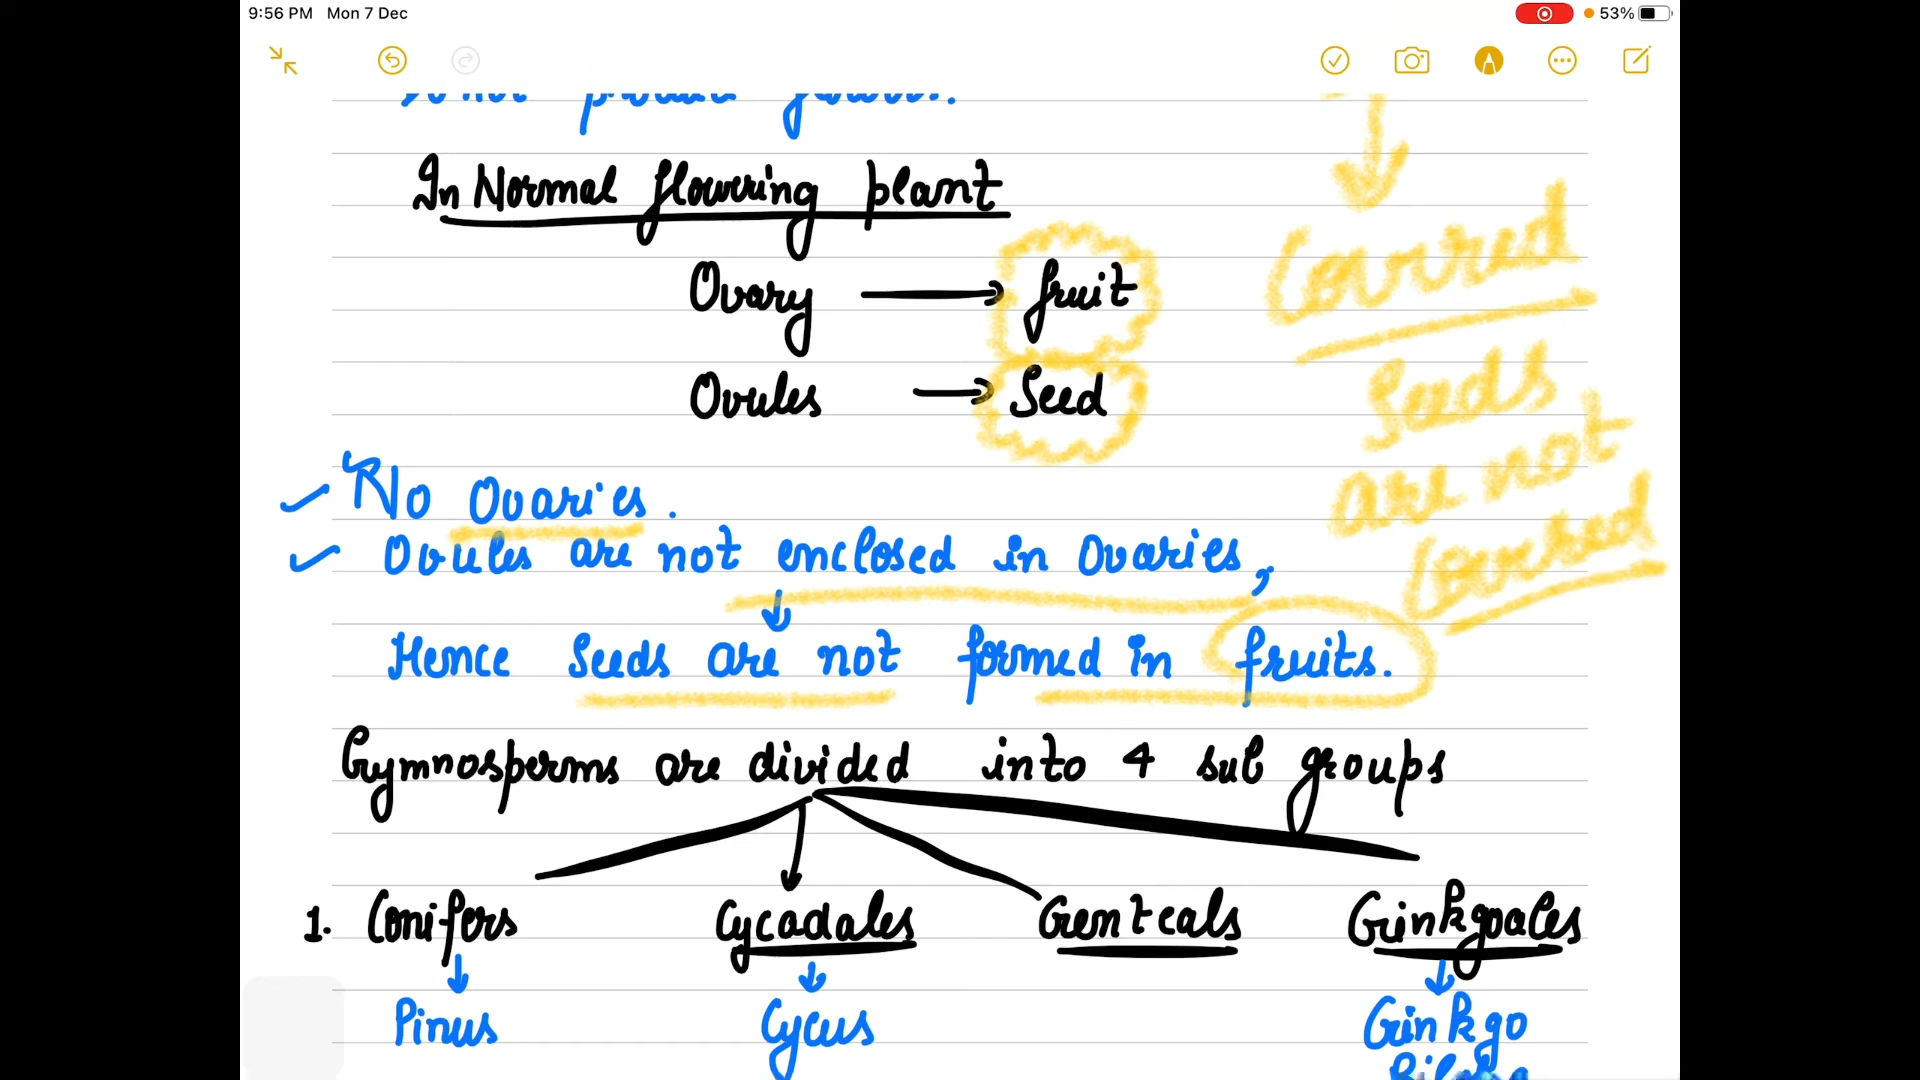 9:56 PM Mon 7 Dec
53%
In Normal flowering plant
Ovary → fruit
Ovules → Seed
Covered
Seeds
are not
Covered
No Ovaries.
Ovules are not enclosed in Ovaries,
Hence Seeds are not formed in fruits.
Gymnosperms are divided into 4 sub groups
1. Conifers Cycadales Genteals Ginkgoales
Pinus Cycus Ginkgo